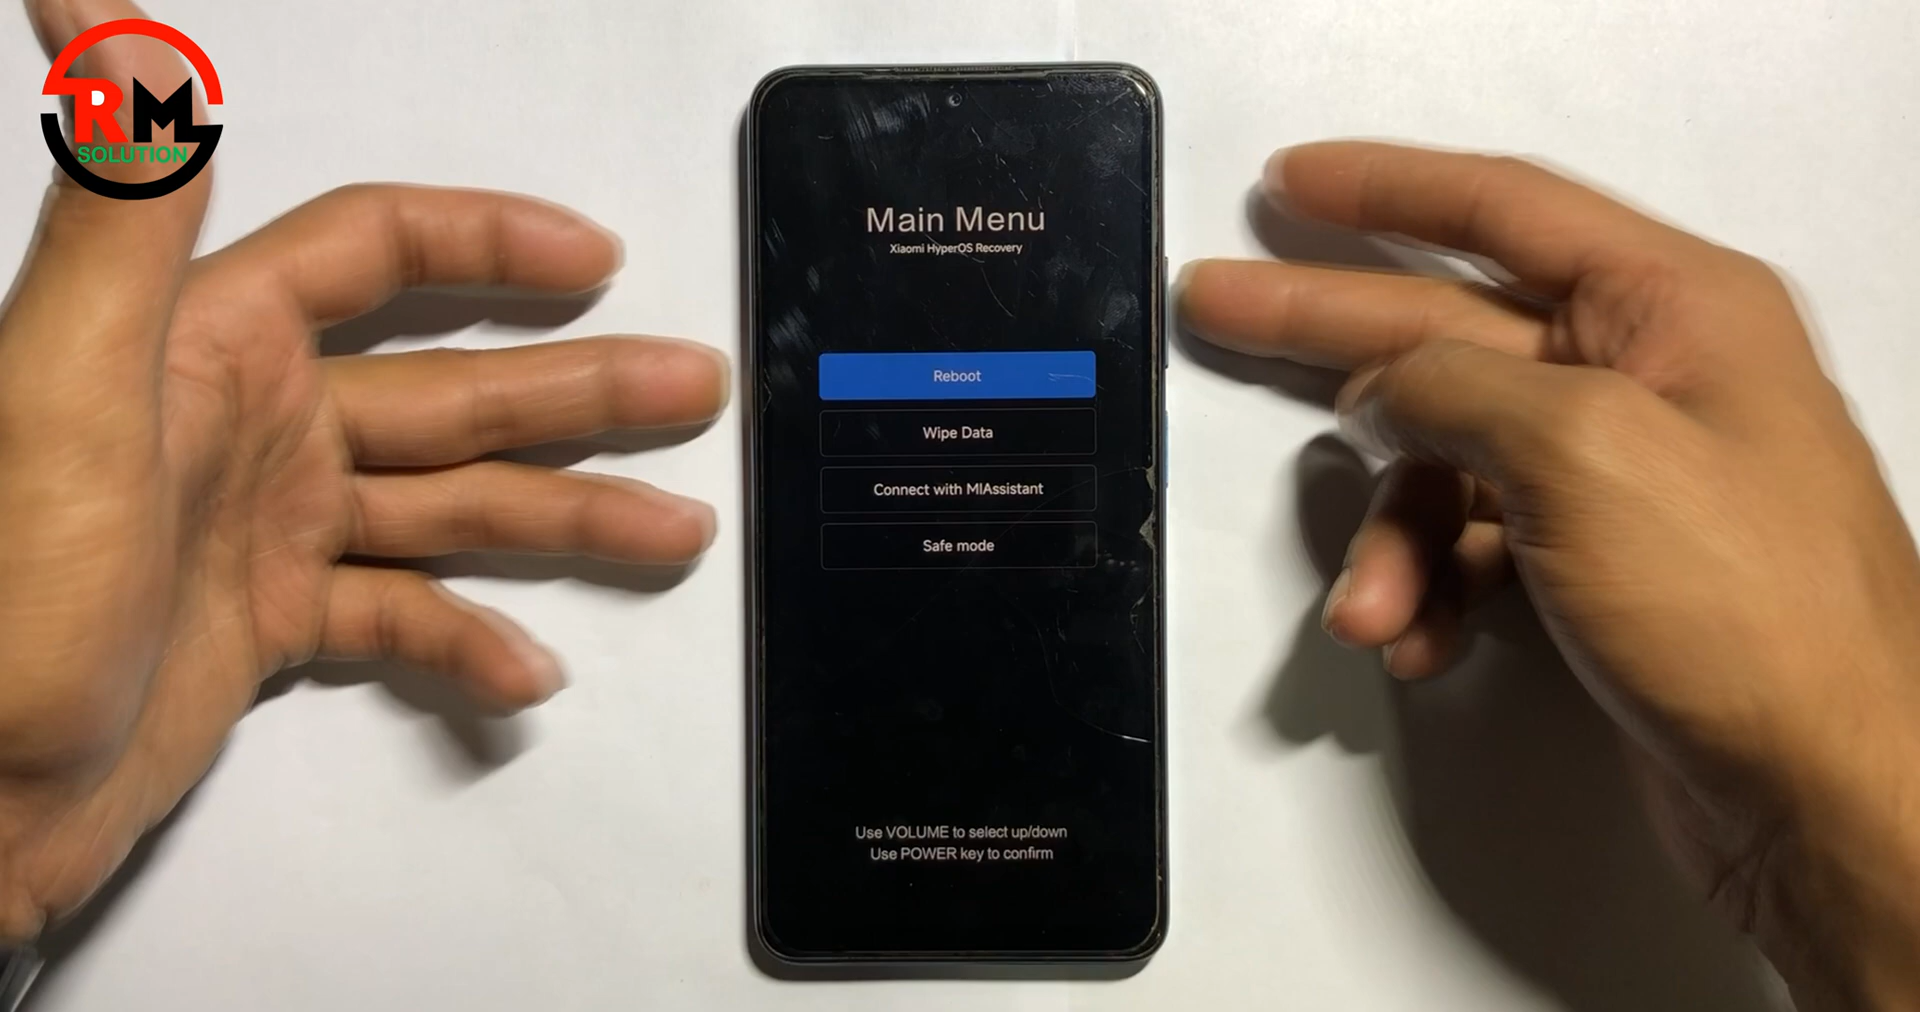 RM
SOLUTION
Main Menu
Xiaomi HyperOS Recovery
Reboot
Wipe Data
Connect with MIAssistant
Safe mode
Use VOLUME to select up/down
Use POWER key to confirm